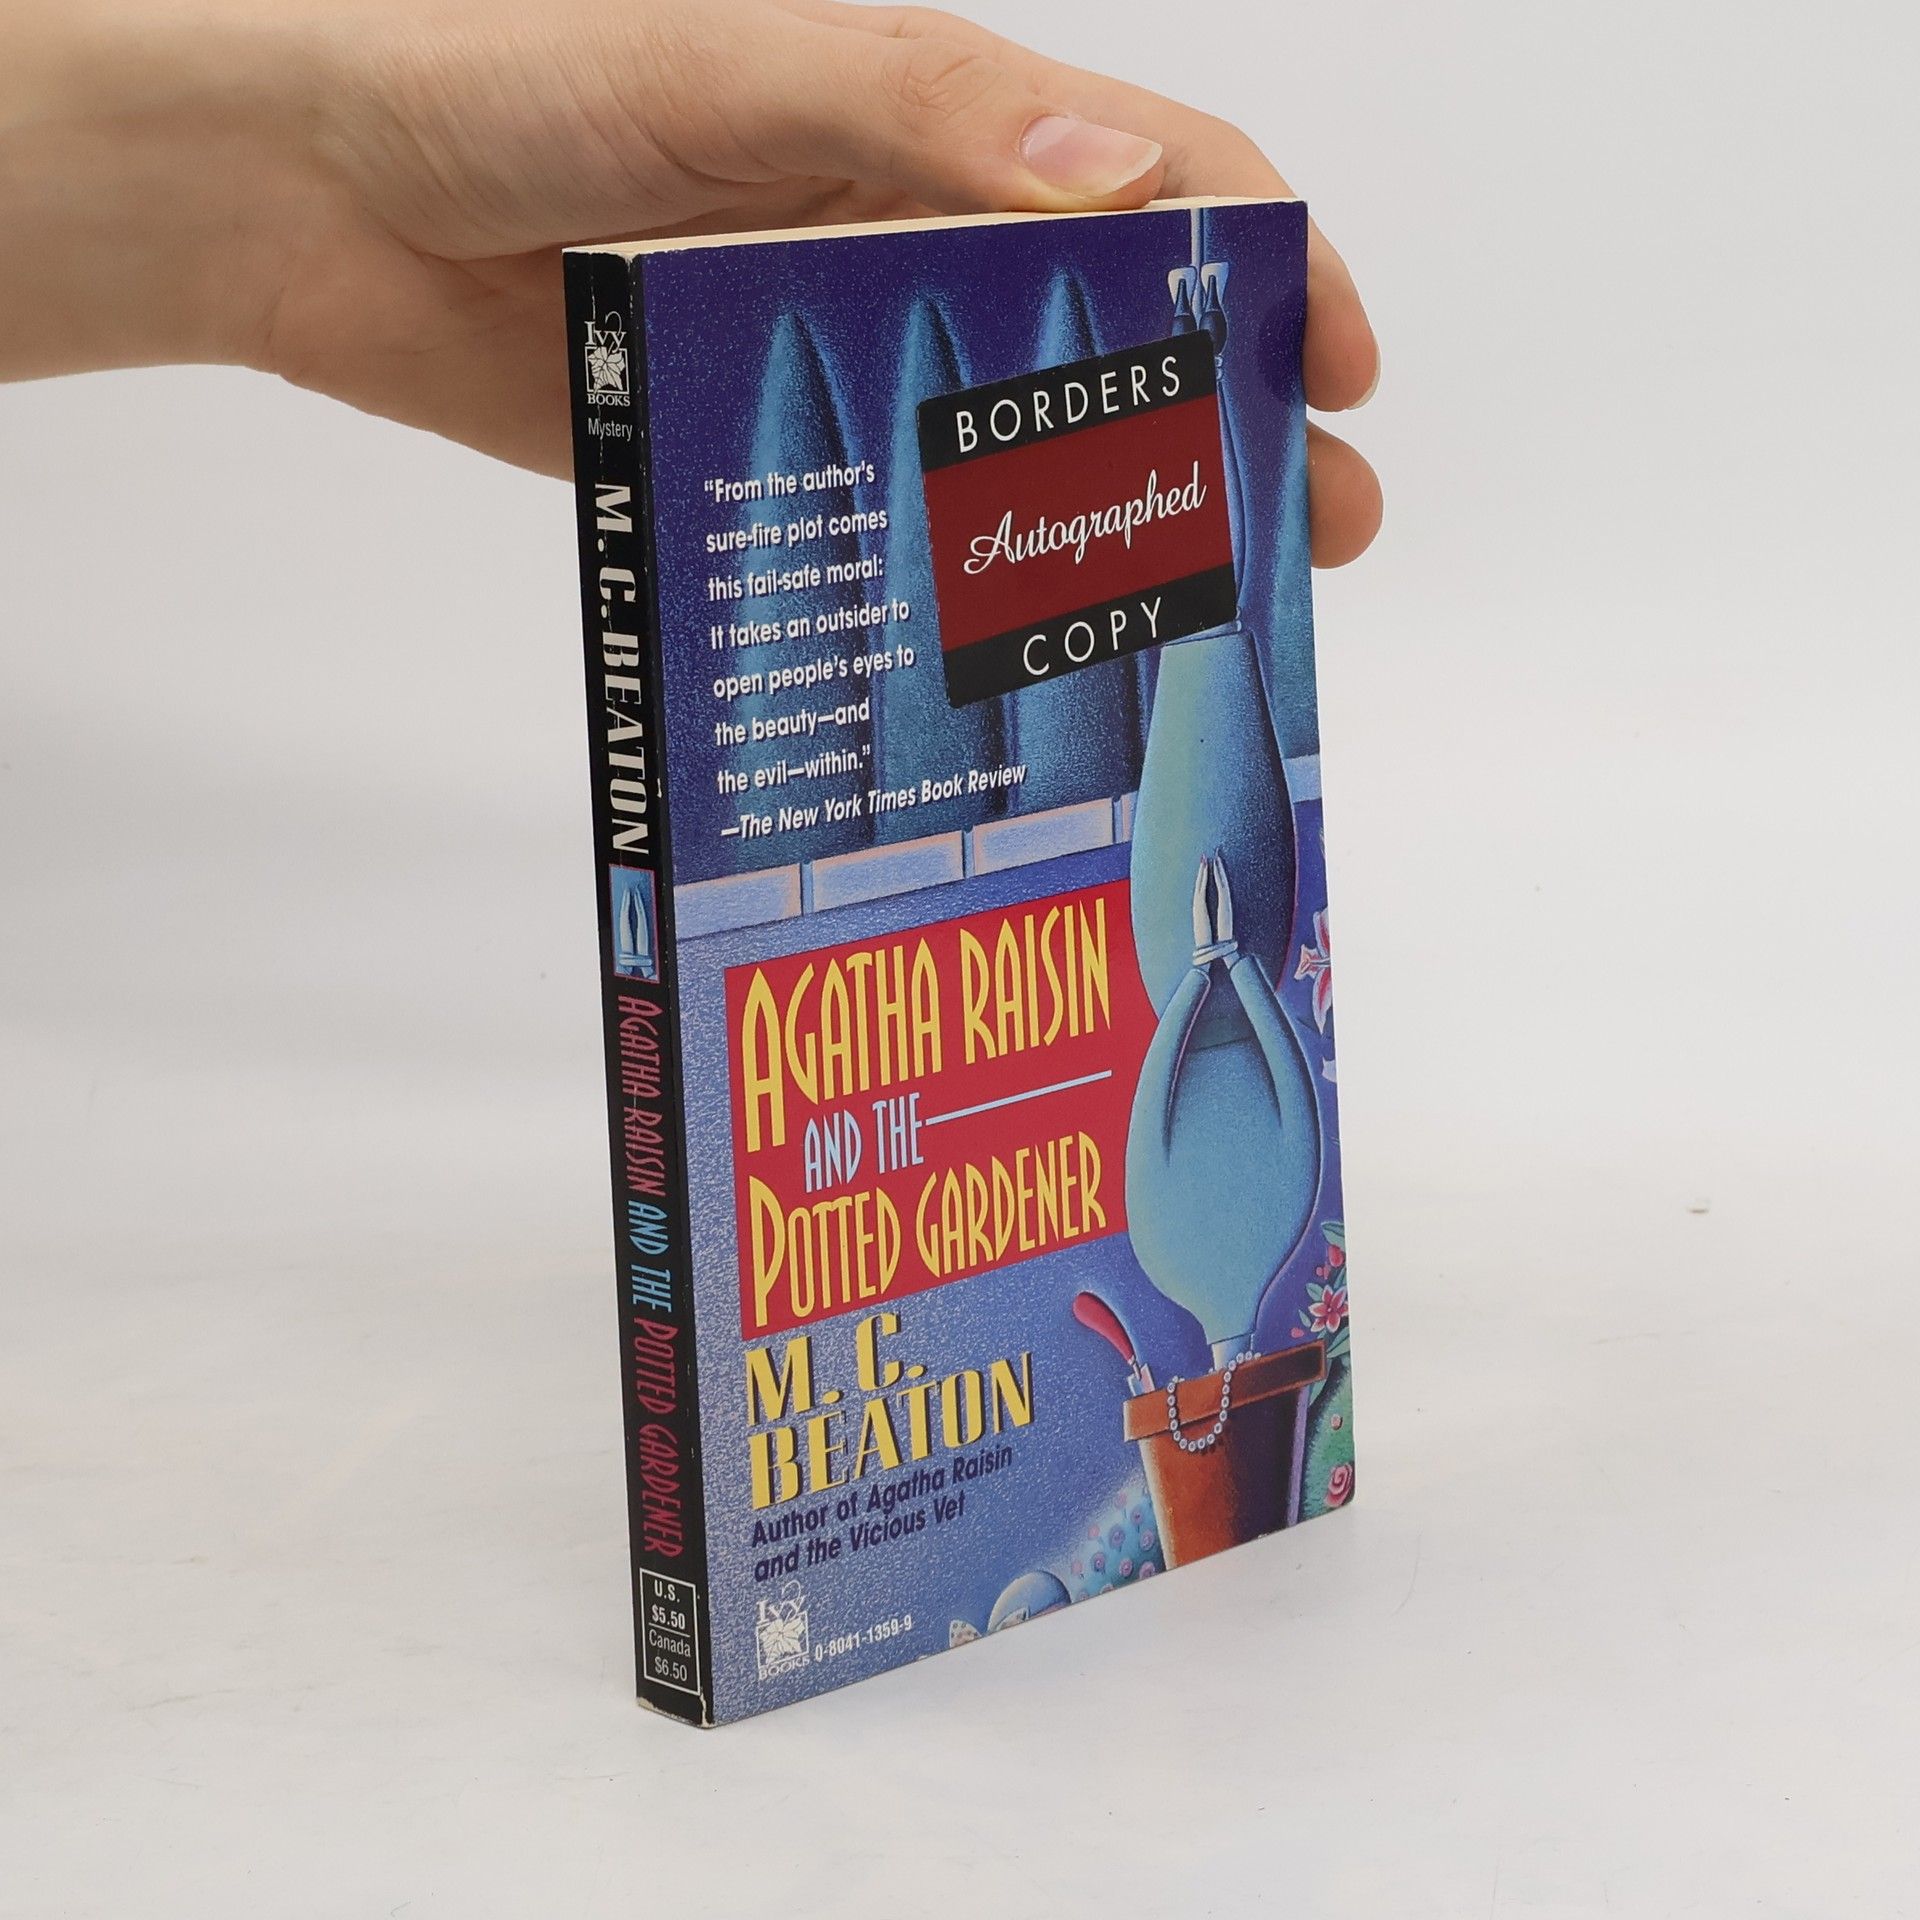 Ivy
BOOKS
Mystery
M. C. BEATON
AGATHA RAISIN AND THE POTTED GARDENER
U.S.
$5.50
Canada
$6.50
BORDERS
Autographed
COPY
“From the author's
sure-fire plot comes
this fail-safe moral:
It takes an outsider to
open people's eyes to
the beauty—and
the evil—within.”
—The New York Times Book Review
AGATHA RAISIN
AND THE
POTTED GARDENER
M. C.
BEATON
Author of Agatha Raisin
and the Vicious Vet
Ivy
BOOKS 0-8041-1359-9